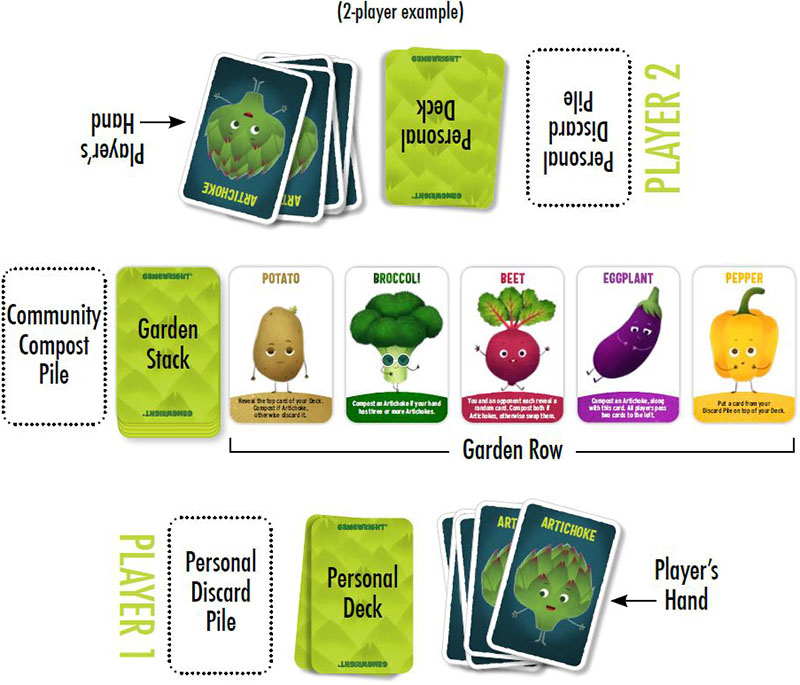 (2-player example)
ARTICHOKE
ARTI
Player's
Hand
GAMEWRIGHT
Personal
Deck
GAMEWRIGHT
Personal
Discard
Pile
PLAYER 2
Community
Compost
Pile
GAMEWRIGHT
Garden
Stack
GAMEWRIGHT
POTATO
Reveal the top card of your Deck.
Compost if Artichoke,
otherwise discard it.
BROCCOLI
Compost an Artichoke if your hand
has three or more Artichokes.
BEET
You and an opponent each reveal a
random card. Compost both if
Artichokes, otherwise swap them.
EGGPLANT
Compost an Artichoke, along
with this card. All players pass
two cards to the left.
PEPPER
Put a card from your
Discard Pile on top of your Deck.
Garden Row
PLAYER 1
Personal
Discard
Pile
GAMEWRIGHT
Personal
Deck
GAMEWRIGHT
ART
ARTICHOKE
Player's
Hand